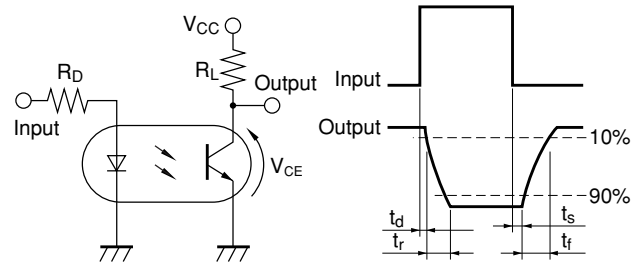 VCC
RD
RL
Output
Input
VCE
Input
Output
10%
90%
td
ts
tr
tf